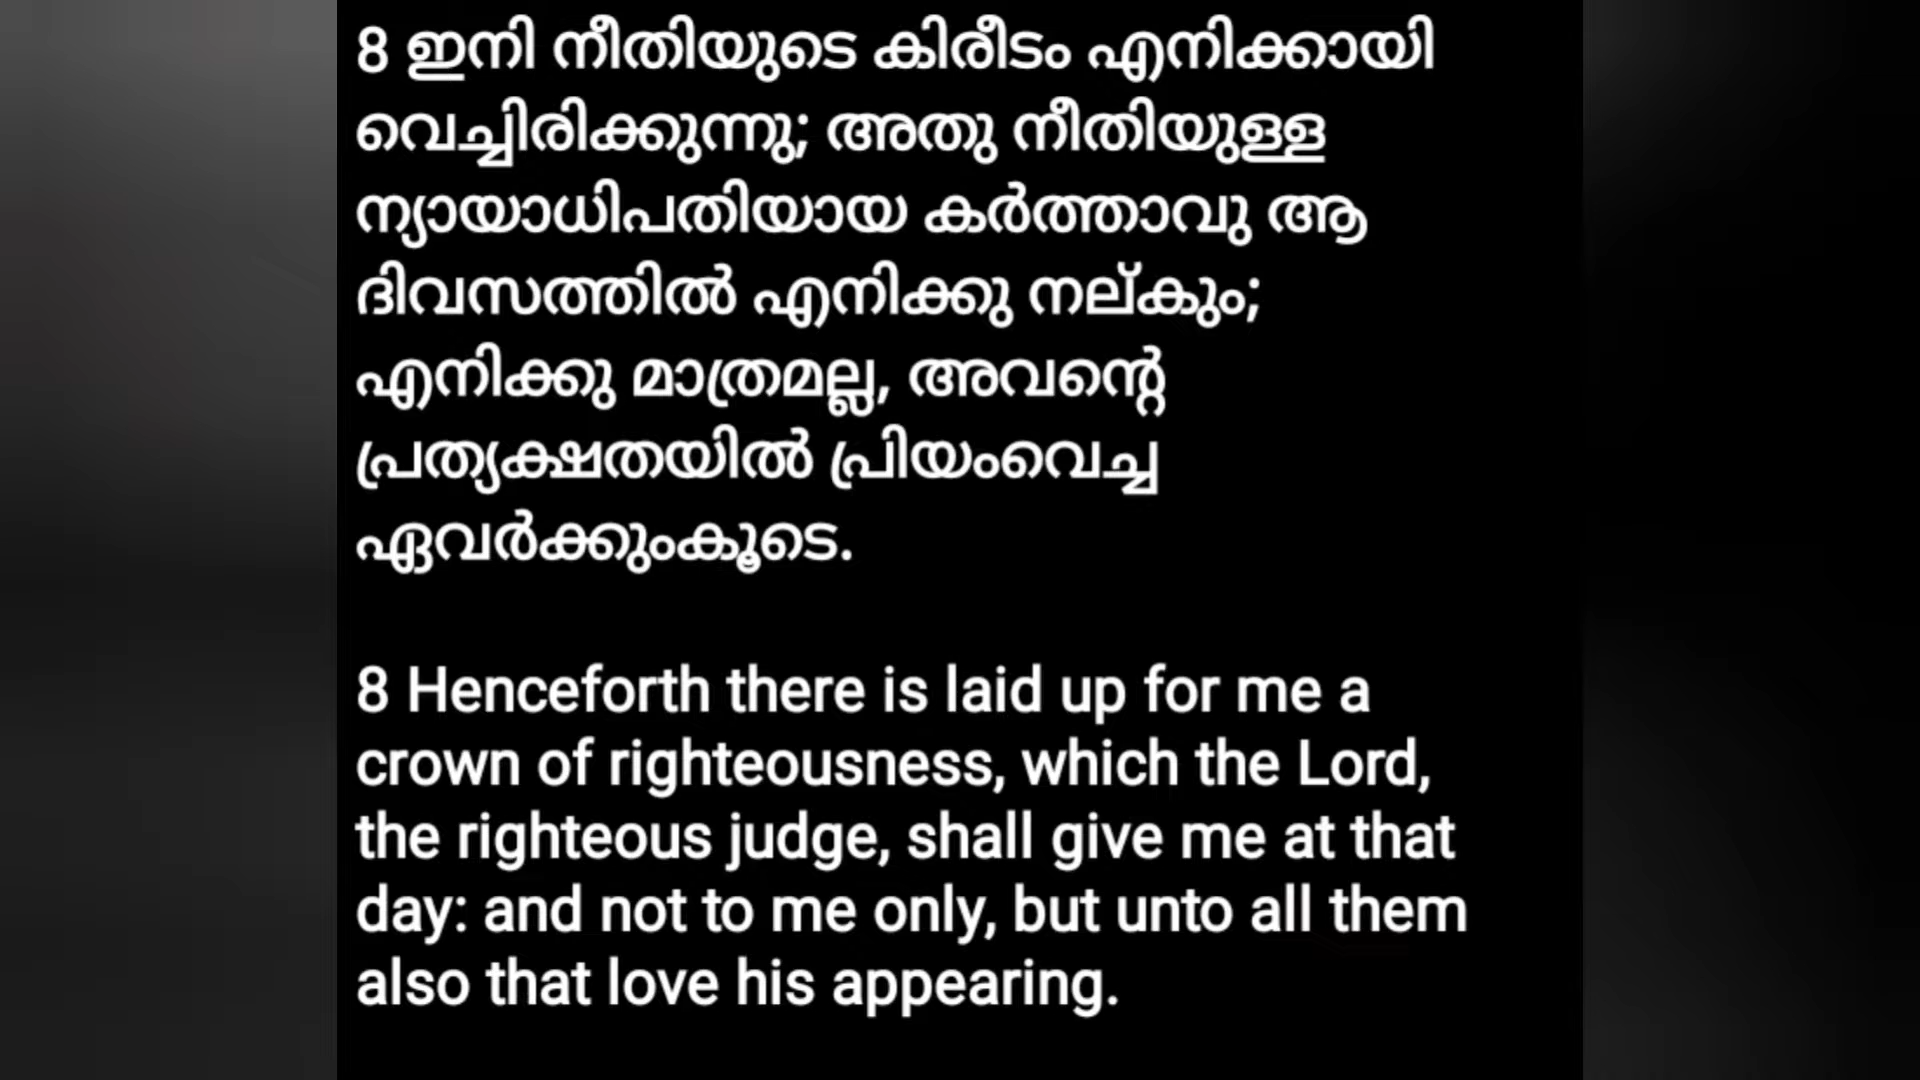 8 ഇനി നീതിയുടെ കിരീടം എനിക്കായി
വെച്ചിരിക്കുന്നു; അതു നീതിയുള്ള
ന്യായാധിപതിയായ കർത്താവു ആ
ദിവസത്തിൽ എനിക്കു നല്കും;
എനിക്കു മാത്രമല്ല, അവന്റെ
പ്രത്യക്ഷതയിൽ പ്രിയംവെച്ച
ഏവർക്കുംകൂടെ.
8 Henceforth there is laid up for me a
crown of righteousness, which the Lord,
the righteous judge, shall give me at that
day: and not to me only, but unto all them
also that love his appearing.